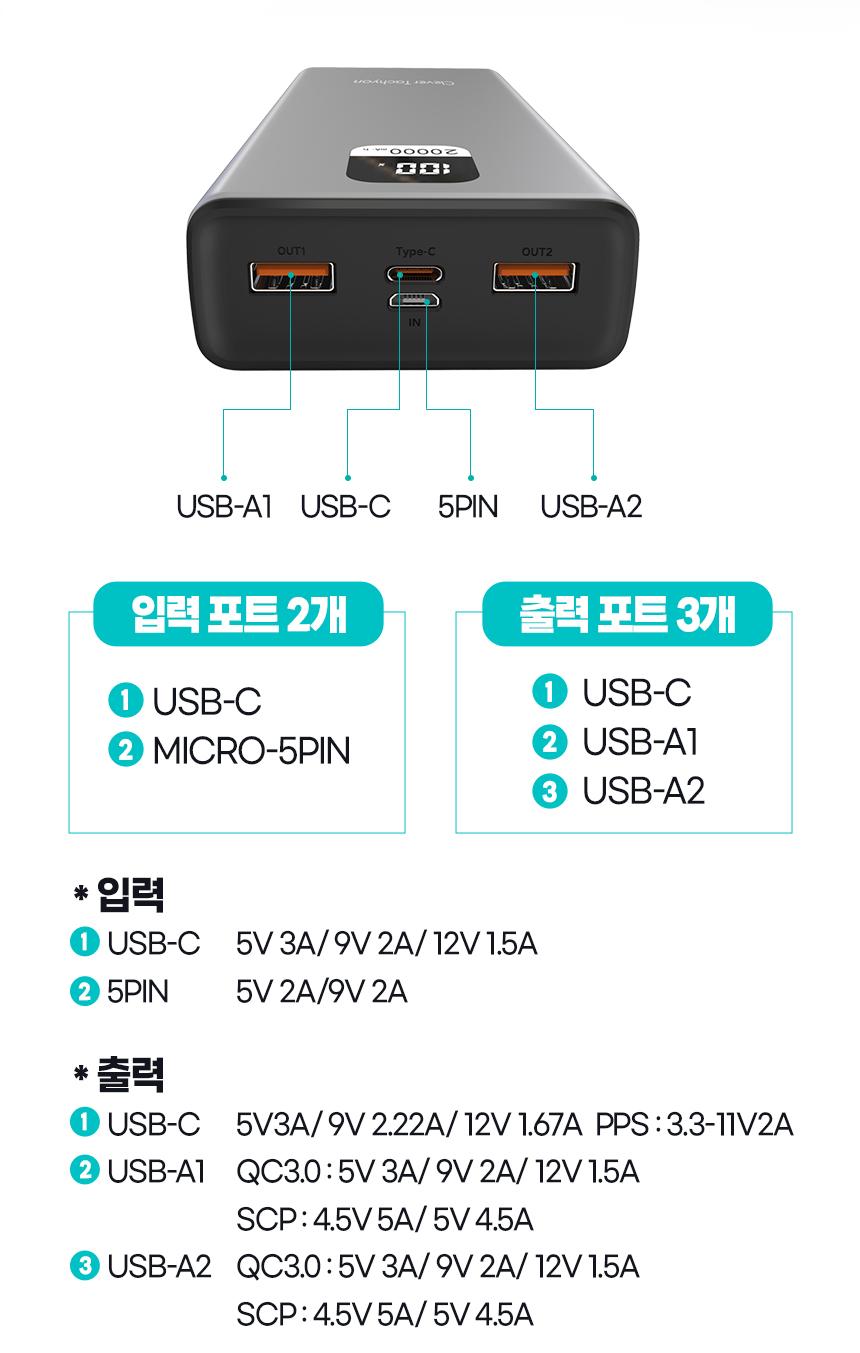 Clever Tachyon
20000 mA·h
100 %
OUT1 Type-C OUT2
IN
USB-A1 USB-C 5PIN USB-A2
입력 포트 2개
1 USB-C
2 MICRO-5PIN
출력 포트 3개
1 USB-C
2 USB-A1
3 USB-A2
* 입력
1 USB-C 5V 3A/ 9V 2A/ 12V 1.5A
2 5PIN 5V 2A/9V 2A
* 출력
1 USB-C 5V3A/ 9V 2.22A/ 12V 1.67A PPS : 3.3-11V2A
2 USB-A1 QC3.0 : 5V 3A/ 9V 2A/ 12V 1.5A
SCP : 4.5V 5A/ 5V 4.5A
3 USB-A2 QC3.0 : 5V 3A/ 9V 2A/ 12V 1.5A
SCP : 4.5V 5A/ 5V 4.5A